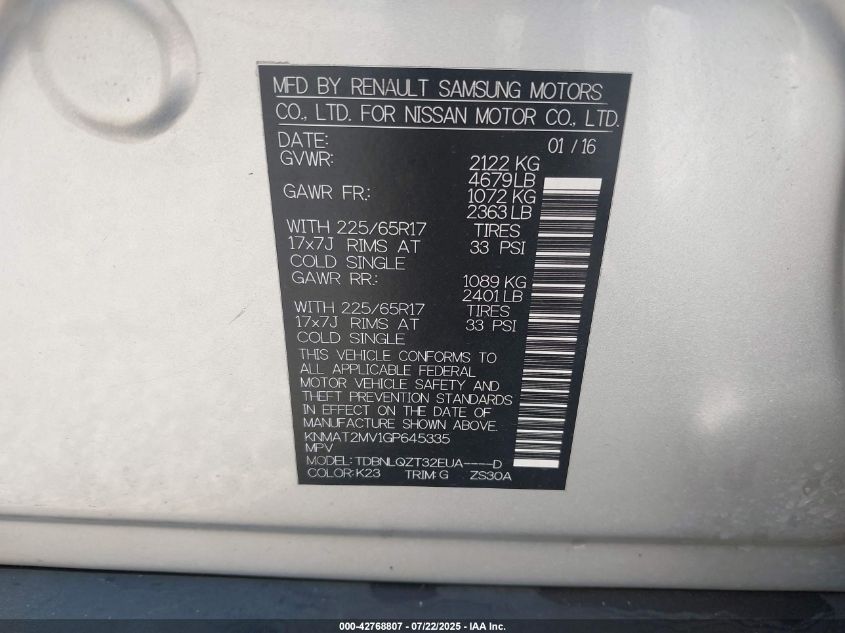 MFD BY RENAULT SAMSUNG MOTORS
CO., LTD. FOR NISSAN MOTOR CO., LTD.
DATE: 01 / 16
GVWR: 2122 KG
4679LB
GAWR FR.: 1072 KG
2363 LB
WITH 225/65R17 TIRES
17x7J RIMS AT 33 PSI
COLD SINGLE
GAWR RR.: 1089 KG
2401 LB
WITH 225/65R17 TIRES
17x7J RIMS AT 33 PSI
COLD SINGLE
THIS VEHICLE CONFORMS TO
ALL APPLICABLE FEDERAL
MOTOR VEHICLE SAFETY AND
THEFT PREVENTION STANDARDS
IN EFFECT ON THE DATE OF
MANUFACTURE SHOWN ABOVE.
KNMAT2MV1GP645335
MPV
MODEL: TDBNLQZT32EUA----D
COLOR: K23 TRIM: G ZS30A
000-42768807 - 07/22/2025 - IAA Inc.